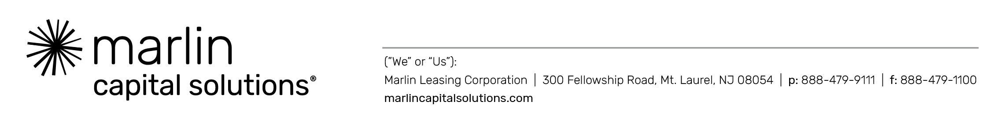 marlin
capital solutions®
("We" or “Us”):
Marlin Leasing Corporation | 300 Fellowship Road, Mt. Laurel, NJ 08054 | p: 888-479-9111 | f: 888-479-1100
marlincapitalsolutions.com